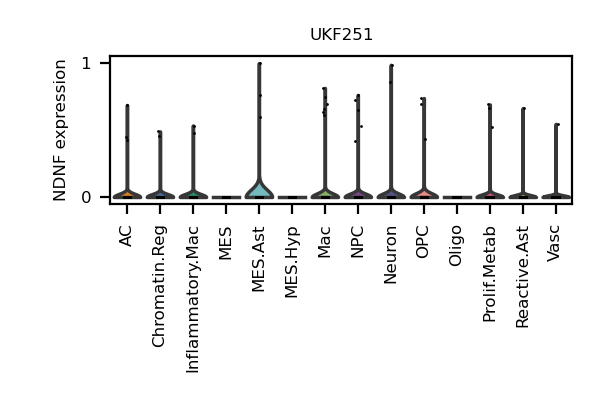 UKF251
NDNF expression
1
0
AC
Chromatin.Reg
Inflammatory.Mac
MES
MES.Ast
MES.Hyp
Mac
NPC
Neuron
OPC
Oligo
Prolif.Metab
Reactive.Ast
Vasc